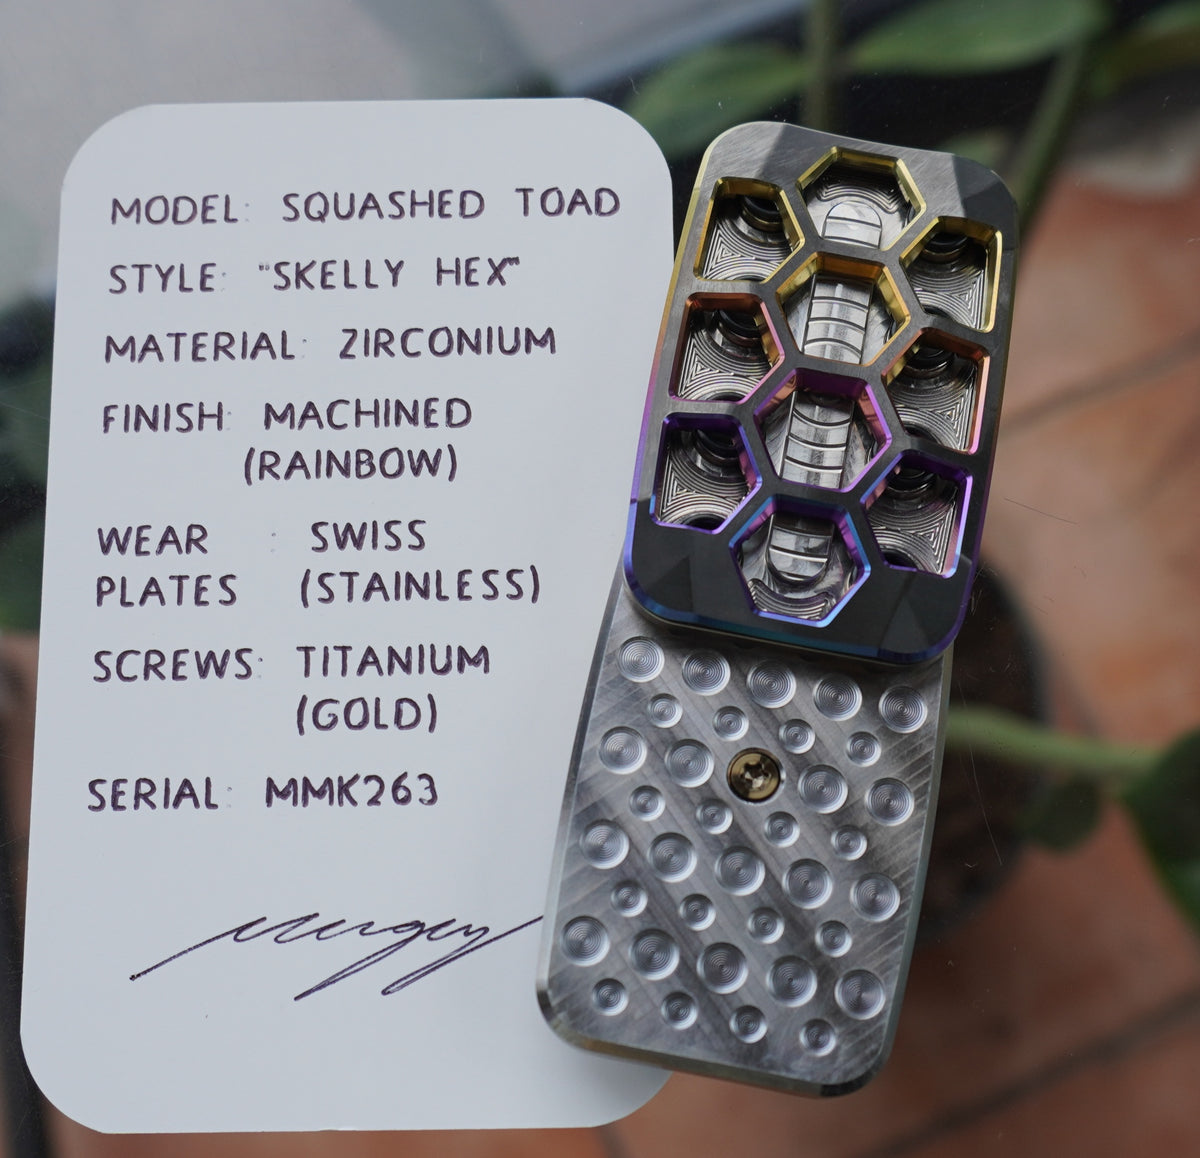 MODEL: SQUASHED TOAD
STYLE: "SKELLY HEX"
MATERIAL: ZIRCONIUM
FINISH: MACHINED
(RAINBOW)
WEAR : SWISS
PLATES (STAINLESS)
SCREWS: TITANIUM
(GOLD)
SERIAL: MMK263